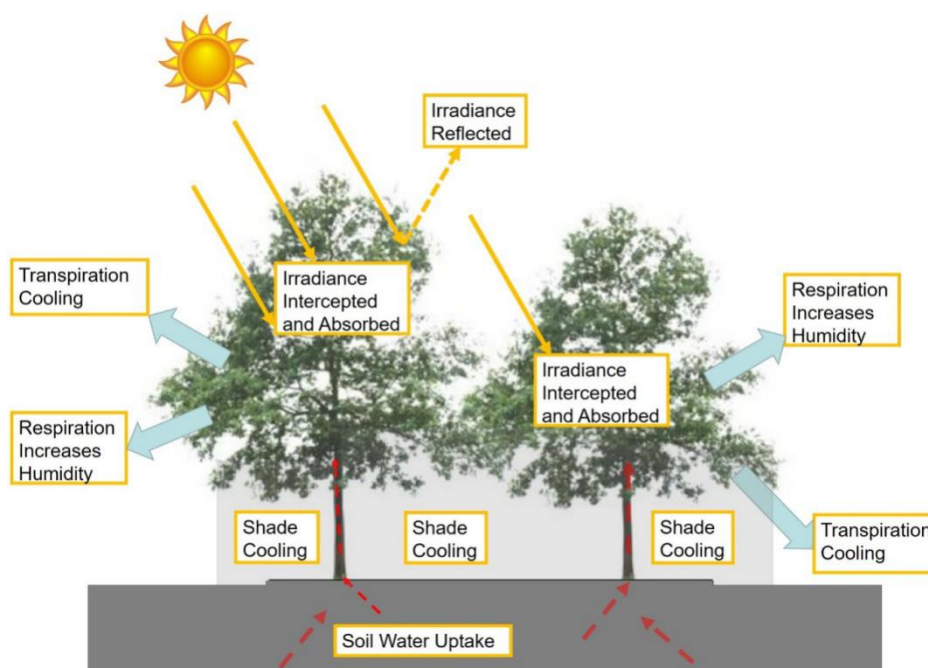 Irradiance
Reflected
Transpiration
Cooling
Irradiance
Intercepted
and Absorbed
Respiration
Increases
Humidity
Irradiance
Intercepted
and Absorbed
Respiration
Increases
Humidity
Shade
Cooling
Shade
Cooling
Shade
Cooling
Transpiration
Cooling
Soil Water Uptake